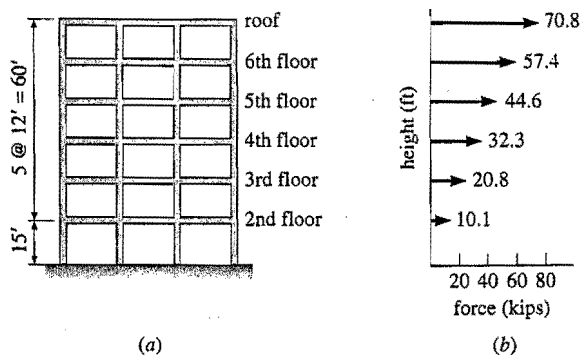 roof
6th floor
5th floor
4th floor
3rd floor
2nd floor
5 @ 12' = 60'
15'
(a)
height (ft)
70.8
57.4
44.6
32.3
20.8
10.1
20 40 60 80
force (kips)
(b)